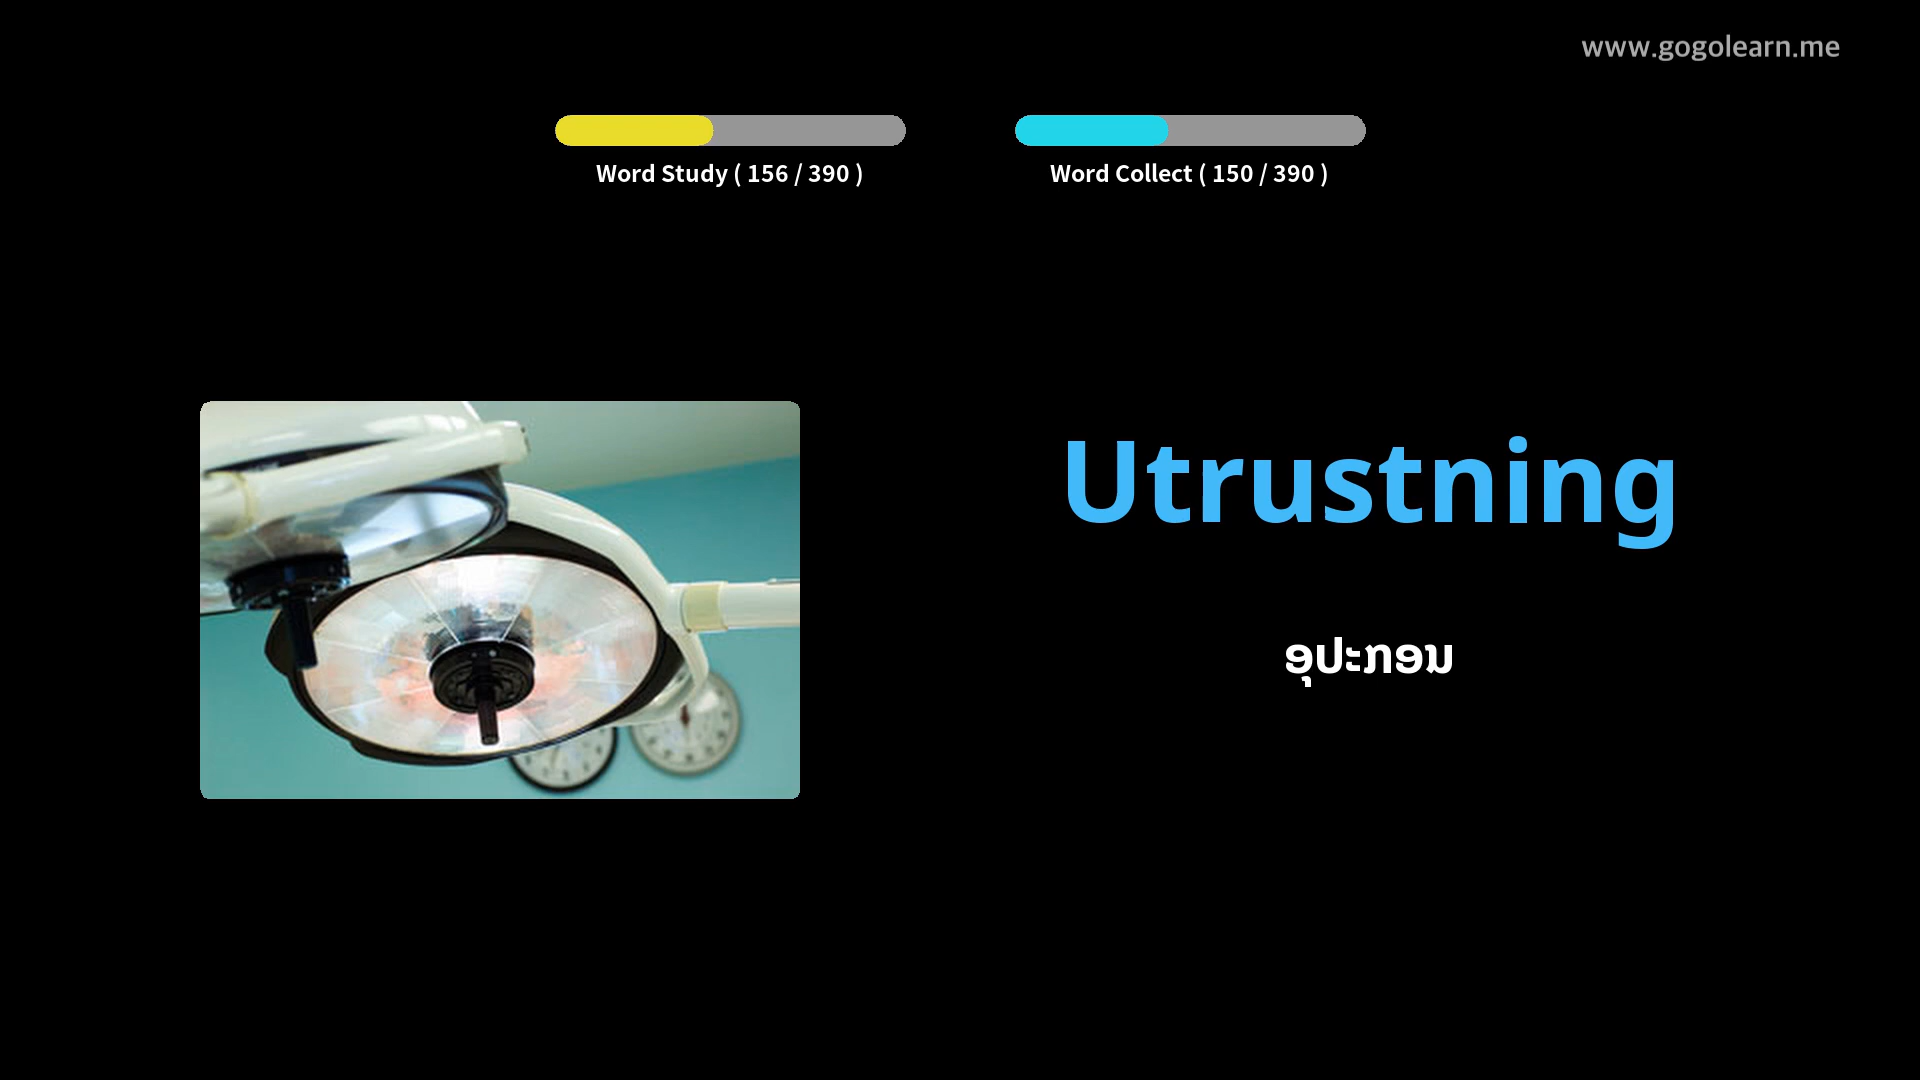 www.gogolearn.me
Word Study ( 156 / 390 )
Word Collect ( 150 / 390 )
Utrustning
ອຸປະກອນ